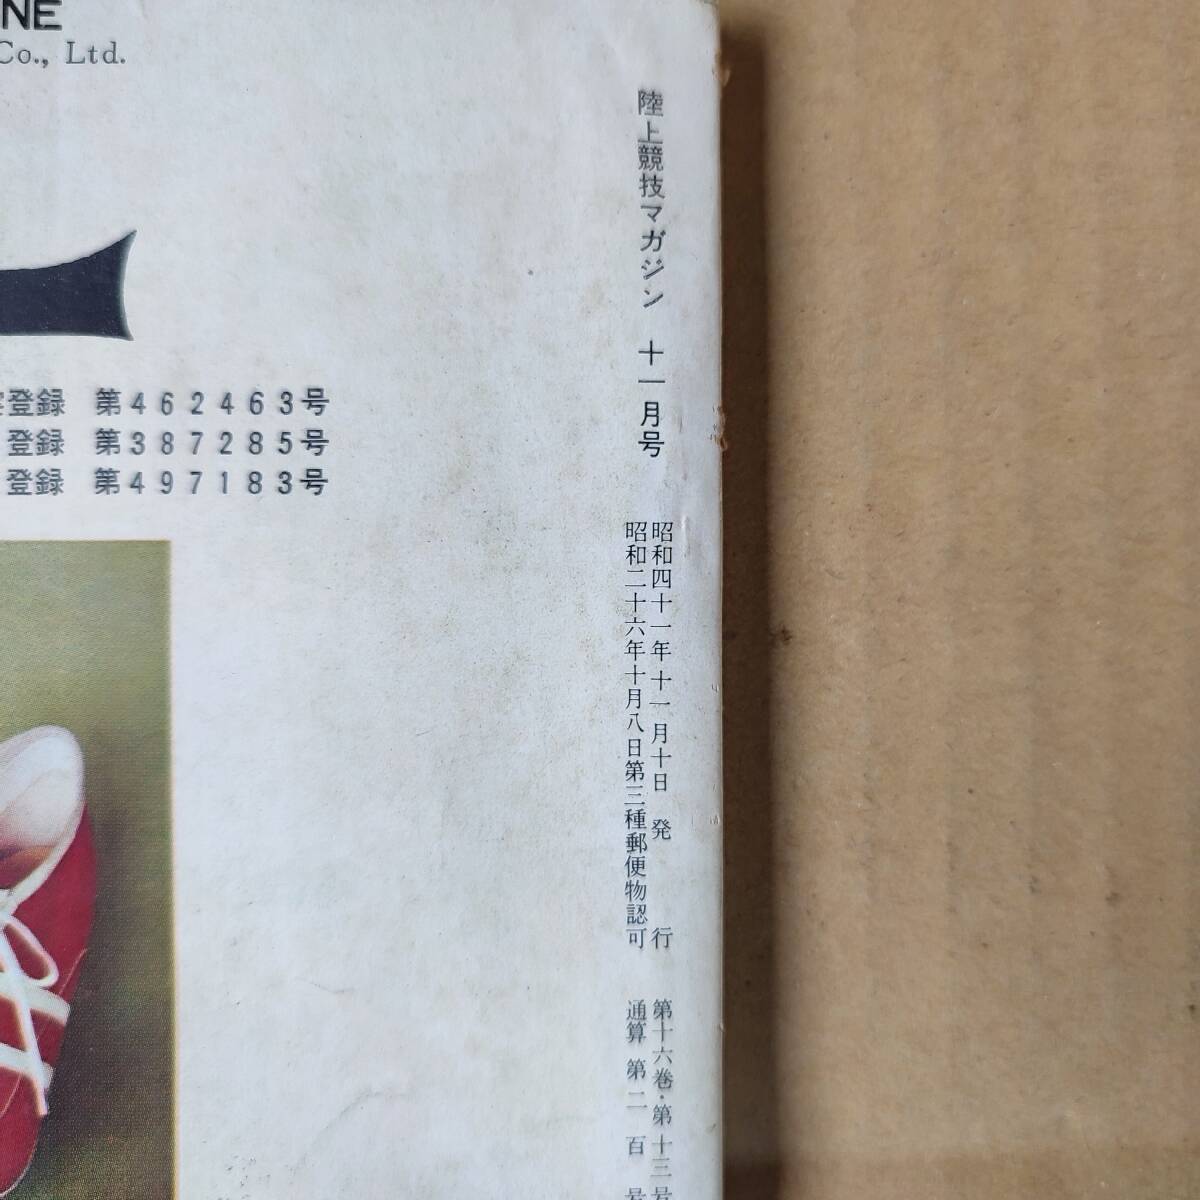 NE
Co., Ltd.
登録 第462463号
登録 第387285号
登録 第497183号
陸上競技マガジン 十一月号
昭和四十一年十一月十日 発 行
昭和二十六年十月八日第三種郵便物認可
第十六巻・第十三号
通算 第二百号